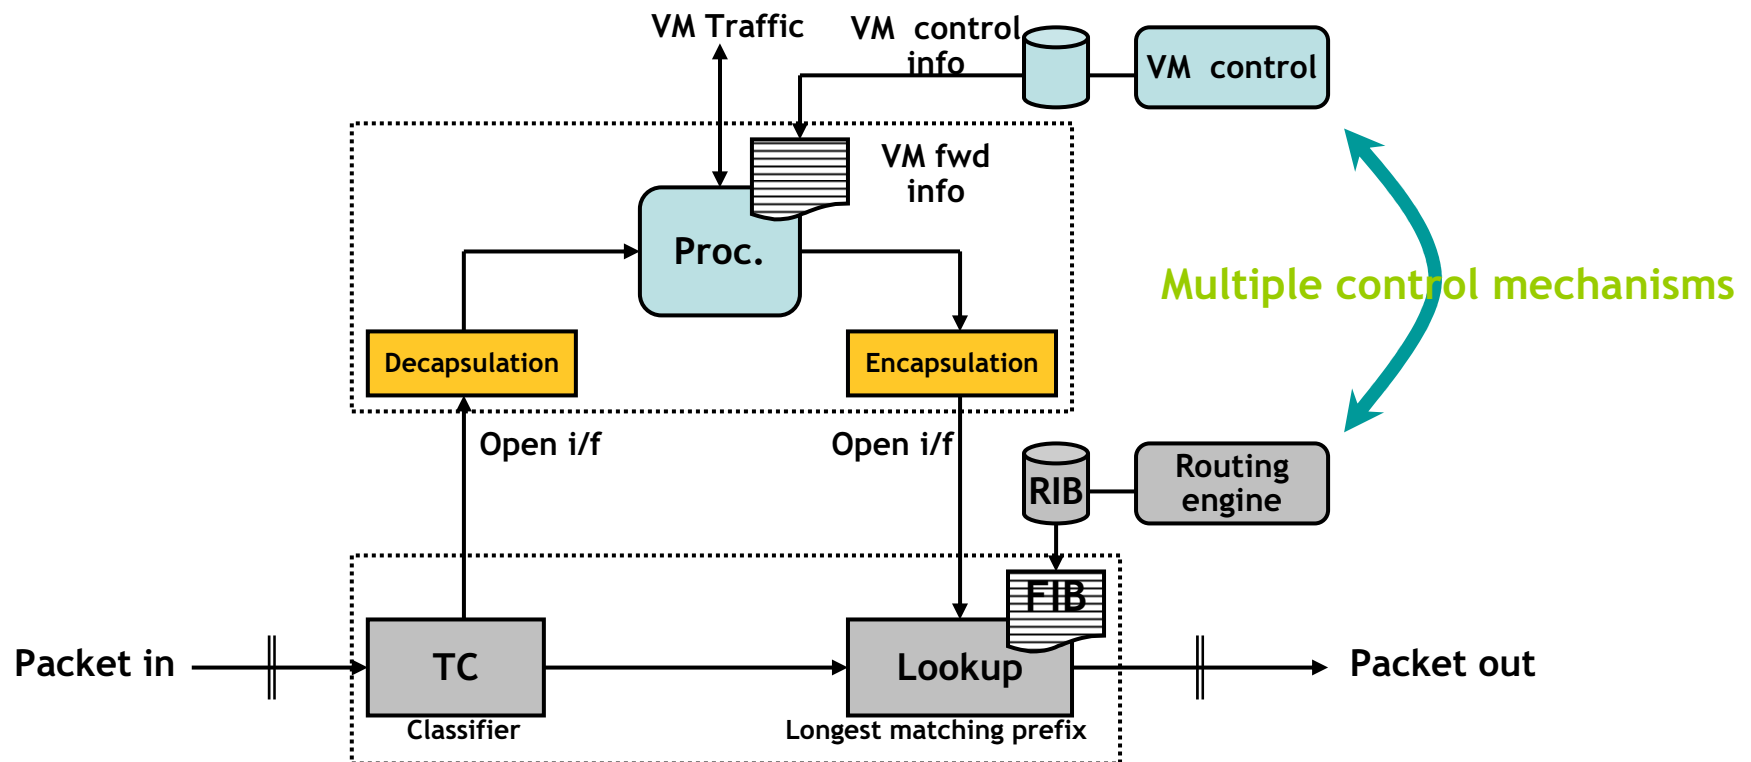 VM Traffic
VM control
info
VM control
VM fwd
info
Proc.
Multiple control mechanisms
Decapsulation
Encapsulation
Open i/f
Open i/f
RIB
Routing
engine
FIB
Packet in
TC
Lookup
Packet out
Classifier
Longest matching prefix